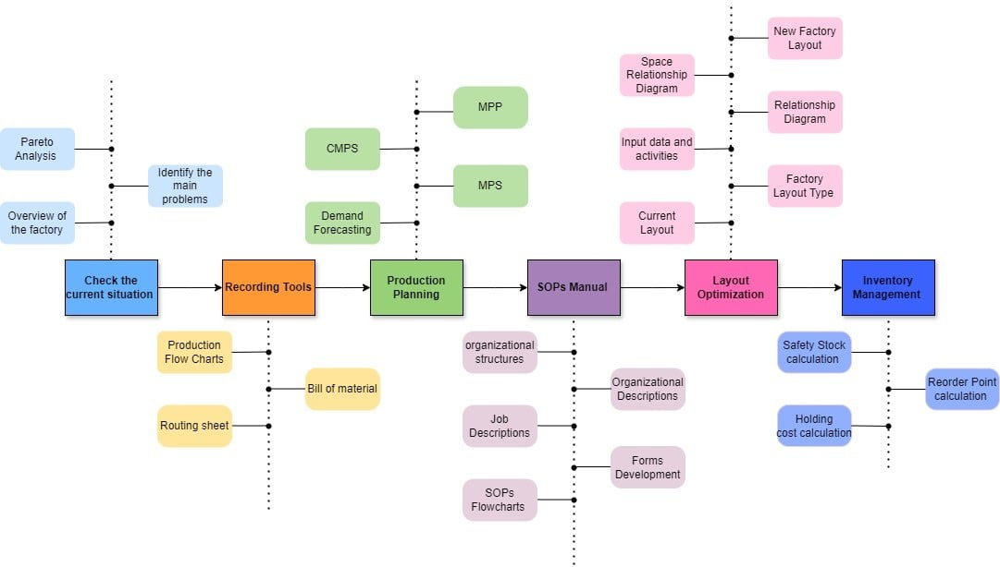 New Factory
Layout
Space
Relationship
Diagram
MPP
Relationship
Diagram
Pareto
Analysis
CMPS
Input data and
activities
Identify the
main
problems
MPS
Factory
Layout Type
Overview of
the factory
Demand
Forecasting
Current
Layout
Check the
current situation
Recording Tools
Production
Planning
SOPs Manual
Layout
Optimization
Inventory
Management
Production
Flow Charts
organizational
structures
Safety Stock
calculation
Bill of material
Organizational
Descriptions
Reorder Point
calculation
Routing sheet
Job
Descriptions
Holding
cost calculation
Forms
Development
SOPs
Flowcharts